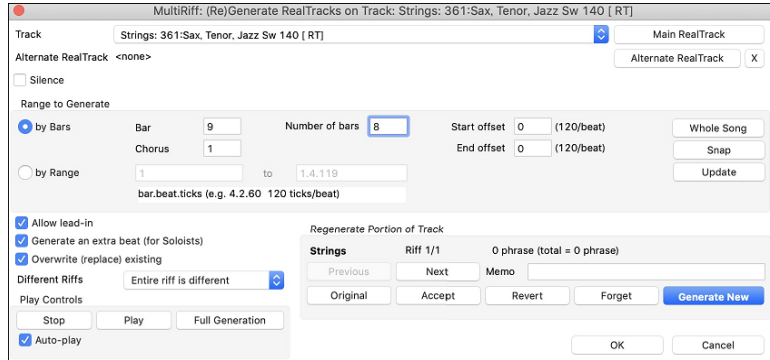 MultiRiff: (Re)Generate RealTracks on Track: Strings: 361:Sax, Tenor, Jazz Sw 140 [ RT]
Track Strings: 361:Sax, Tenor, Jazz Sw 140 [ RT] Main RealTrack
Alternate RealTrack <none> Alternate RealTrack X
Silence
Range to Generate
by Bars Bar 9 Number of bars 8 Start offset 0 (120/beat) Whole Song
Chorus 1 End offset 0 (120/beat) Snap
by Range 1 to 1.4.119 Update
bar.beat.ticks (e.g. 4.2.60 120 ticks/beat)
Allow lead-in
Generate an extra beat (for Soloists)
Overwrite (replace) existing
Different Riffs Entire riff is different
Play Controls
Stop Play Full Generation
Auto-play
Regenerate Portion of Track
Strings Riff 1/1 0 phrase (total = 0 phrase)
Previous Next Memo
Original Accept Revert Forget Generate New
OK Cancel